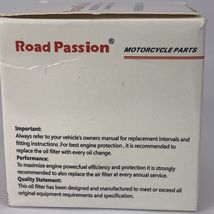 Road Passion®
MOTORCYCLE PARTS
Important:
Always refer to your vehicle's owners manual for replacement intervals and
fitting instructions .For best engine protection , it is recommended to
replace the oil filter with every oil change.
Performance:
To maximize engine power,fuel efficiency and protection it is strongly
recommended to also replace the air filter at every annual service.
Quality Statement:
This oil filter has been designed and manufactured to meet or exceed all
original equipment requirements and specification.